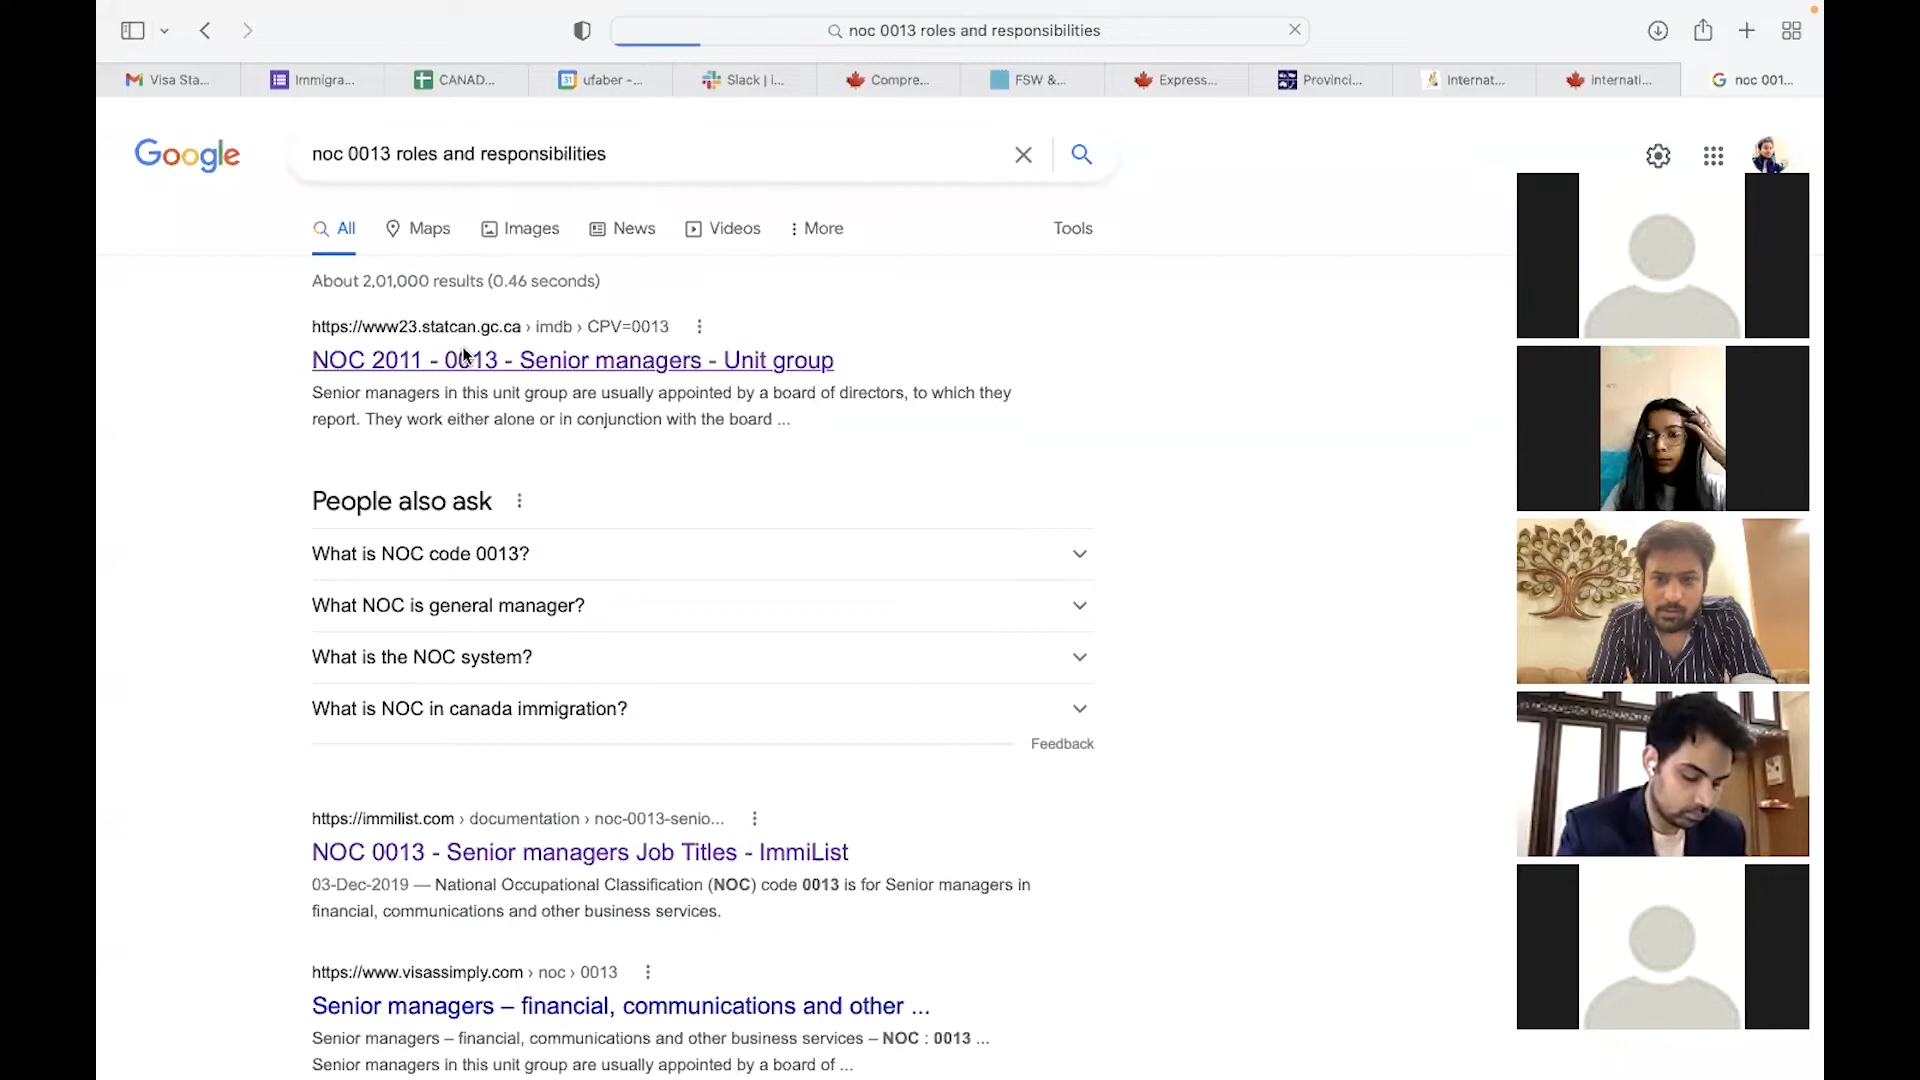 noc 0013 roles and responsibilities
Visa Sta...
Immigra...
CANAD...
31
ufaber -...
Slack | i...
Compre...
FSW &...
Express...
Provinci...
Internat...
internati...
noc 001...
Google
noc 0013 roles and responsibilities
All
Maps
Images
News
Videos
More
Tools
About 2,01,000 results (0.46 seconds)
https://www23.statcan.gc.ca › imdb › CPV=0013
NOC 2011 - 0013 - Senior managers - Unit group
Senior managers in this unit group are usually appointed by a board of directors, to which they
report. They work either alone or in conjunction with the board ...
People also ask
What is NOC code 0013?
What NOC is general manager?
What is the NOC system?
What is NOC in canada immigration?
Feedback
https://immilist.com › documentation › noc-0013-senio...
NOC 0013 - Senior managers Job Titles - ImmiList
03-Dec-2019 — National Occupational Classification (NOC) code 0013 is for Senior managers in
financial, communications and other business services.
https://www.visassimply.com › noc › 0013
Senior managers – financial, communications and other ...
Senior managers – financial, communications and other business services – NOC : 0013 ...
Senior managers in this unit group are usually appointed by a board of ...